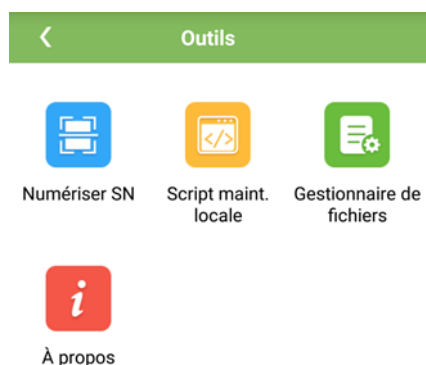 Outils
Numériser SN
Script maint.
locale
Gestionnaire de
fichiers
À propos